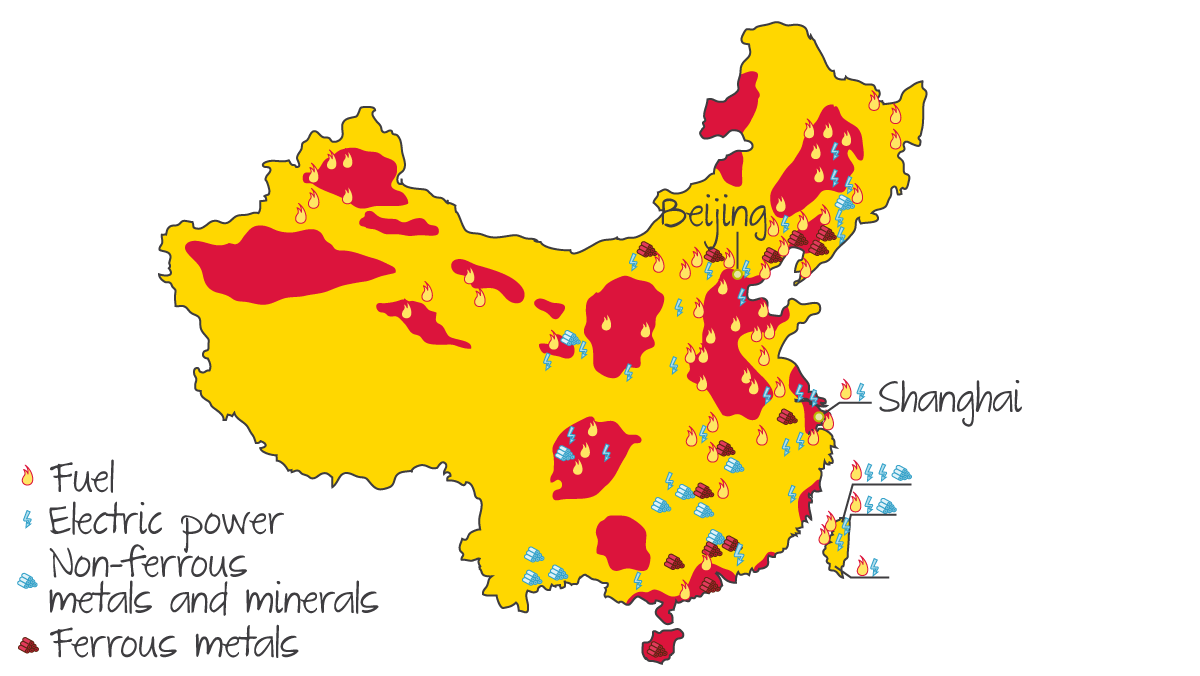 Beijing
Shanghai
Fuel
Electric power
Non-ferrous
metals and minerals
Ferrous metals